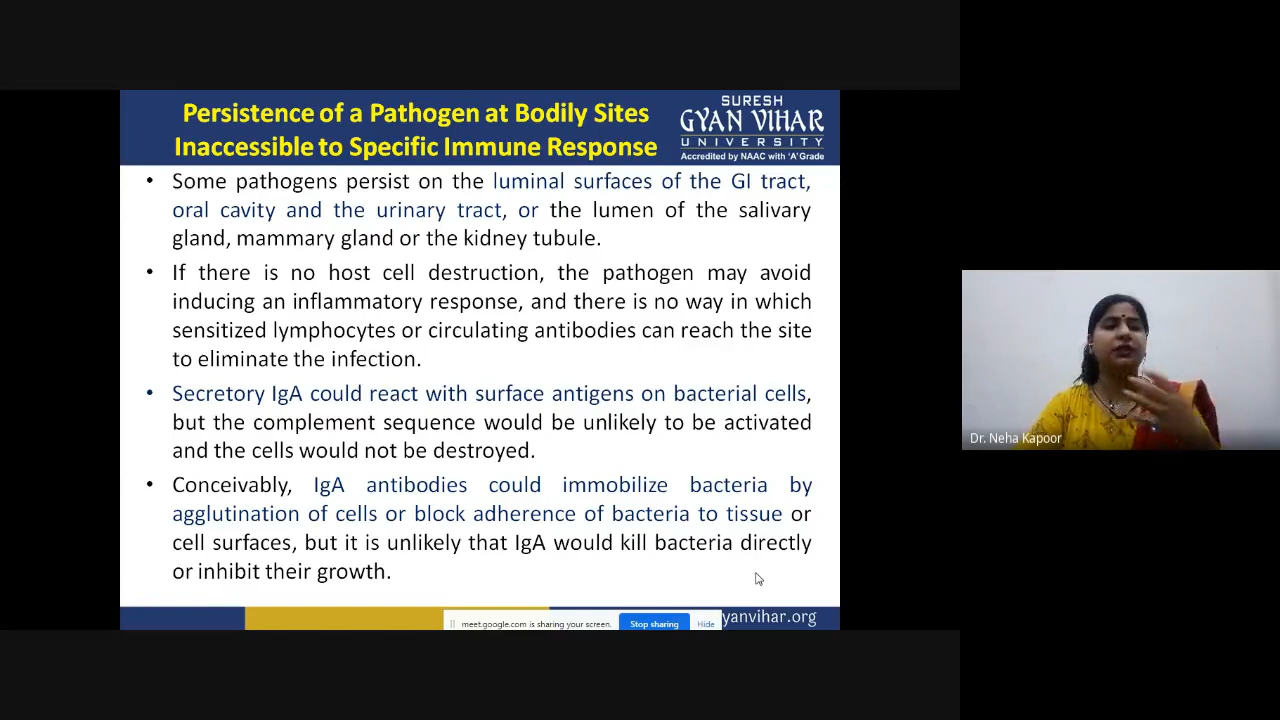 Persistence of a Pathogen at Bodily Sites
Inaccessible to Specific Immune Response
SURESH
GYAN VIHAR
UNIVERSITY
Accredited by NAAC with 'A' Grade
• Some pathogens persist on the luminal surfaces of the GI tract,
oral cavity and the urinary tract, or the lumen of the salivary
gland, mammary gland or the kidney tubule.
• If there is no host cell destruction, the pathogen may avoid
inducing an inflammatory response, and there is no way in which
sensitized lymphocytes or circulating antibodies can reach the site
to eliminate the infection.
• Secretory IgA could react with surface antigens on bacterial cells,
but the complement sequence would be unlikely to be activated
and the cells would not be destroyed.
• Conceivably, IgA antibodies could immobilize bacteria by
agglutination of cells or block adherence of bacteria to tissue or
cell surfaces, but it is unlikely that IgA would kill bacteria directly
or inhibit their growth.
meet.google.com is sharing your screen. Stop sharing Hide
yanvihar.org
Dr. Neha Kapoor